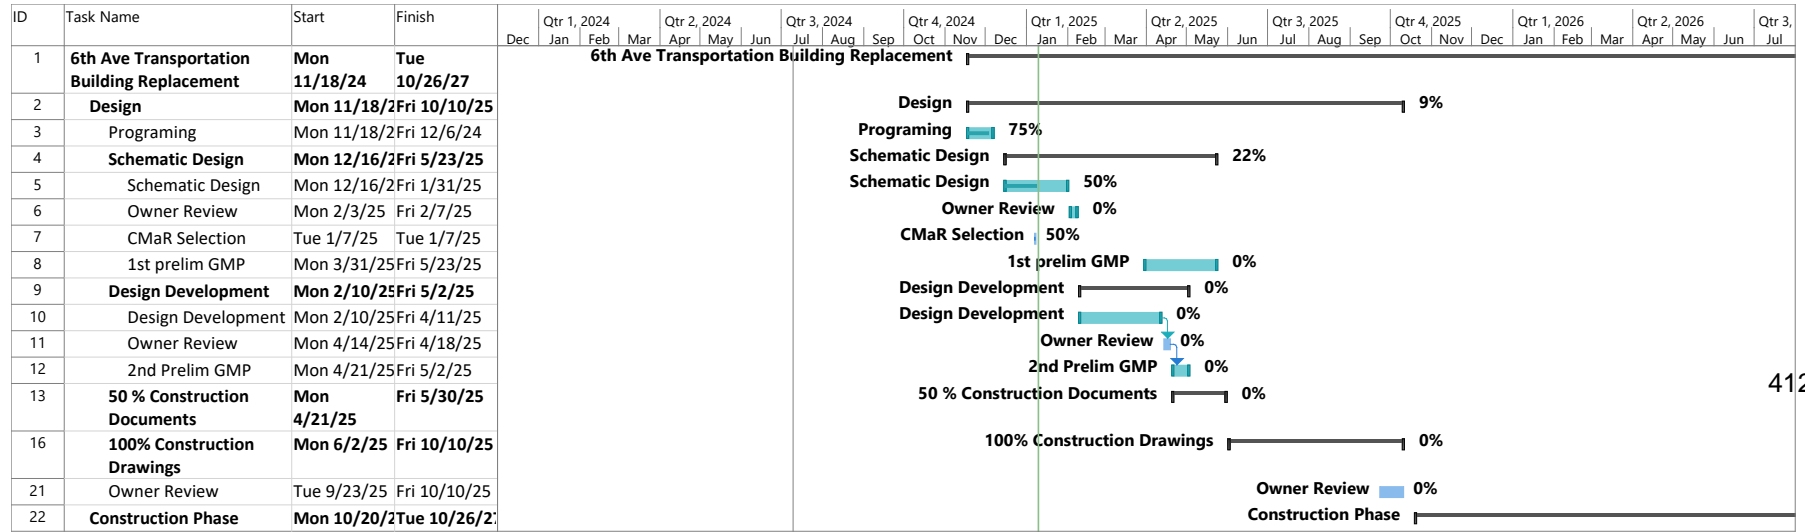 ID Task Name Start Finish Qtr 1, 2024 Qtr 2, 2024 Qtr 3, 2024 Qtr 4, 2024 Qtr 1, 2025 Qtr 2, 2025 Qtr 3, 2025 Qtr 4, 2025 Qtr 1, 2026 Qtr 2, 2026 Qtr 3,
Dec Jan Feb Mar Apr May Jun Jul Aug Sep Oct Nov Dec Jan Feb Mar Apr May Jun Jul Aug Sep Oct Nov Dec Jan Feb Mar Apr May Jun Jul
1 6th Ave Transportation Mon Tue 6th Ave Transportation Building Replacement
Building Replacement 11/18/24 10/26/27
2 Design Mon 11/18/2 Fri 10/10/25 Design 9%
3 Programing Mon 11/18/2 Fri 12/6/24 Programing 75%
4 Schematic Design Mon 12/16/2 Fri 5/23/25 Schematic Design 22%
5 Schematic Design Mon 12/16/2 Fri 1/31/25 Schematic Design 50%
6 Owner Review Mon 2/3/25 Fri 2/7/25 Owner Review 0%
7 CMaR Selection Tue 1/7/25 Tue 1/7/25 CMaR Selection 50%
8 1st prelim GMP Mon 3/31/25 Fri 5/23/25 1st prelim GMP 0%
9 Design Development Mon 2/10/25 Fri 5/2/25 Design Development 0%
10 Design Development Mon 2/10/25 Fri 4/11/25 Design Development 0%
11 Owner Review Mon 4/14/25 Fri 4/18/25 Owner Review 0%
12 2nd Prelim GMP Mon 4/21/25 Fri 5/2/25 2nd Prelim GMP 0%
412
13 50 % Construction Mon Fri 5/30/25 50 % Construction Documents 0%
Documents 4/21/25
16 100% Construction Mon 6/2/25 Fri 10/10/25 100% Construction Drawings 0%
Drawings
21 Owner Review Tue 9/23/25 Fri 10/10/25 Owner Review 0%
22 Construction Phase Mon 10/20/2 Tue 10/26/27 Construction Phase